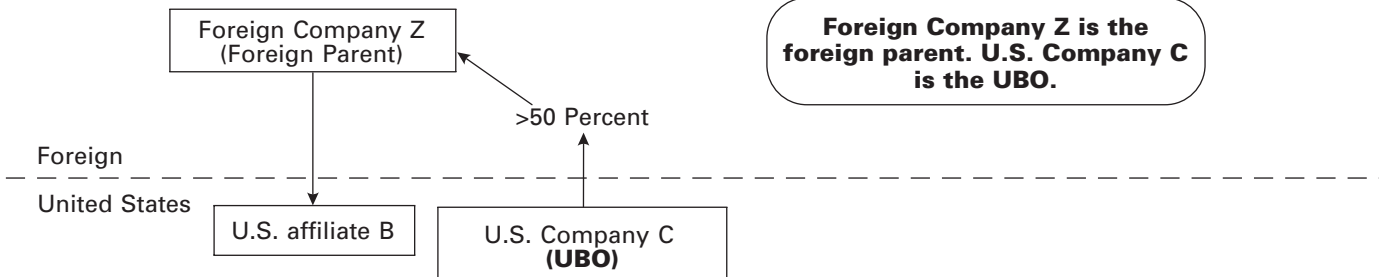 Foreign Company Z
(Foreign Parent)
Foreign Company Z is the
foreign parent. U.S. Company C
is the UBO.
>50 Percent
Foreign
United States
U.S. affiliate B
U.S. Company C
(UBO)